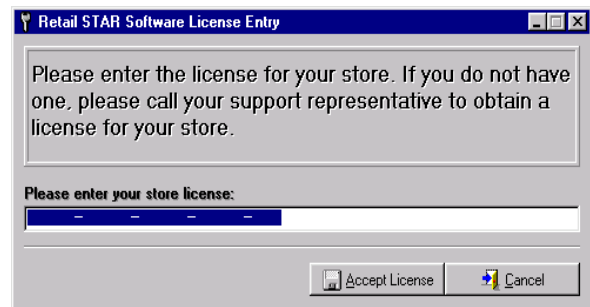 Retail STAR Software License Entry
Please enter the license for your store. If you do not have
one, please call your support representative to obtain a
license for your store.
Please enter your store license:
– – – –
Accept License Cancel